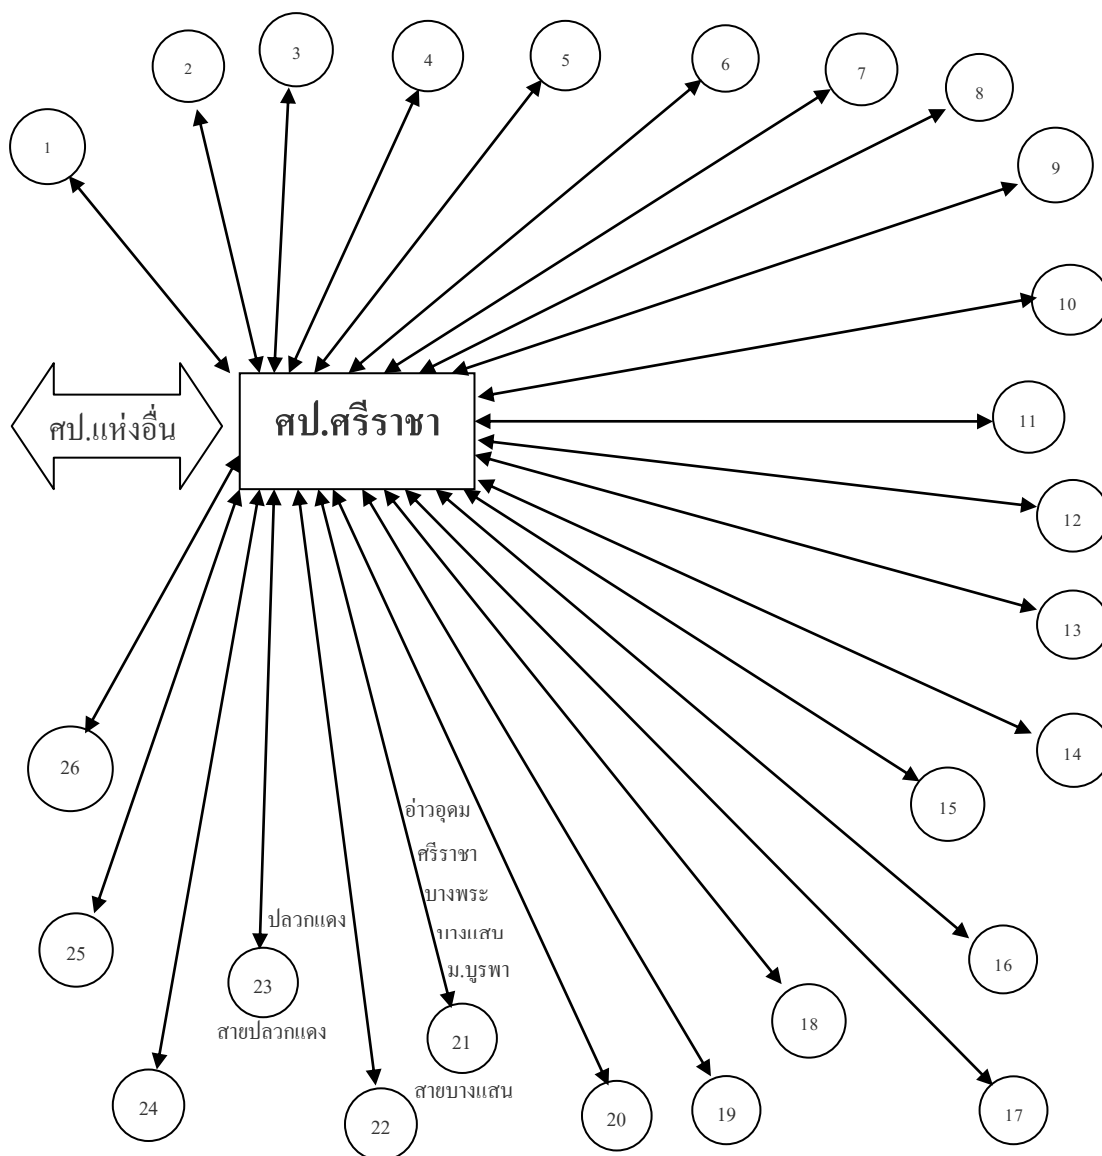 1
2
3
4
5
6
7
8
9
10
11
12
13
14
15
16
17
18
19
20
21
22
23
24
25
26
ศป.ศรีราชา
ศป.แห่งอื่น
อ่าวอุดม
ศรีราชา
บางพระ
บางแสน
ม.บูรพา
สายบางแสน
ปลวกแดง
สายปลวกแดง